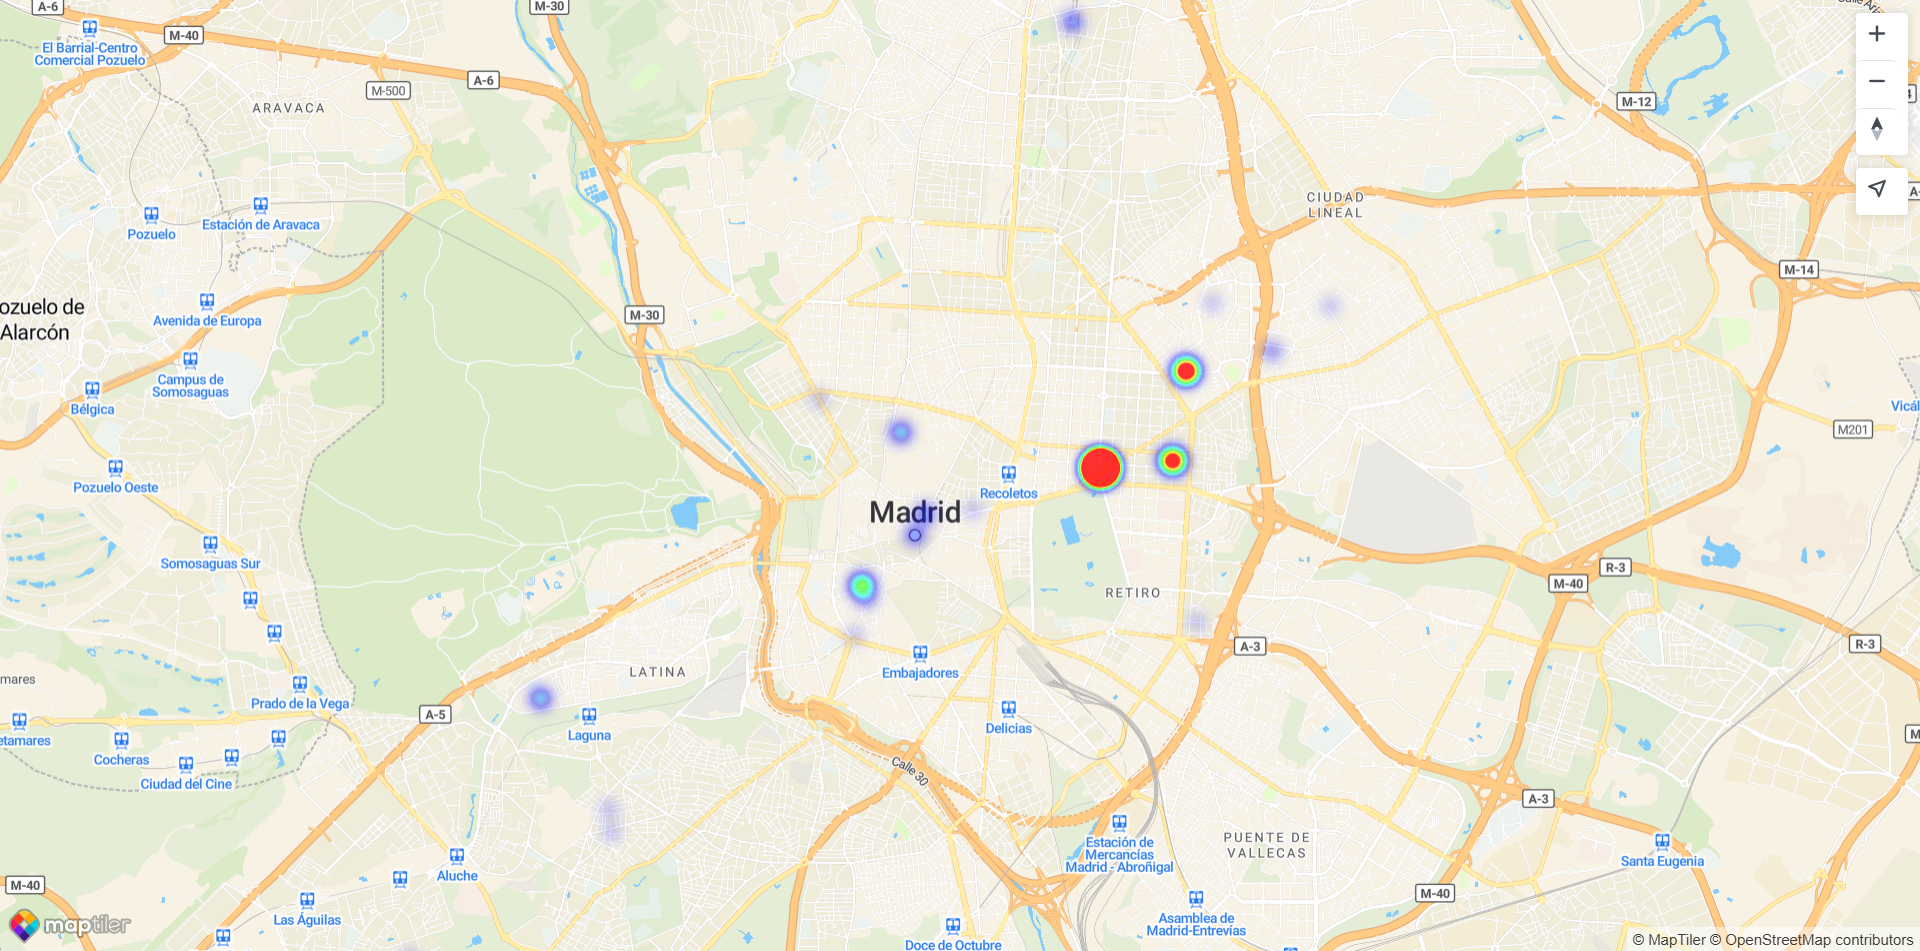 A-6
M-30
M-40
El Barrial-Centro
Comercial Pozuelo
A-6
M-500
ARAVACA
M-12
Estación de Aravaca
Pozuelo
CIUDAD
LINEAL
M-14
ozuelo de
Alarcón
Avenida de Europa
M-30
Campus de
Somosaguas
Bélgica
Vicál
M201
Pozuelo Oeste
Recoletos
Madrid
Somosaguas Sur
R-3
M-40
RETIRO
A-3
R-3
Embajadores
LATINA
mares
Prado de la Vega
A-5
etamares
Laguna
Delicias
Cocheras
Ciudad del Cine
Calle 30
A-3
Estación de
Mercancías
Madrid - Abroñigal
PUENTE DE
VALLECAS
Santa Eugenia
Aluche
M-40
M-40
Las Águilas
Asamblea de
Madrid-Entrevías
Doce de Octubre
maptiler
© MapTiler © OpenStreetMap contributors